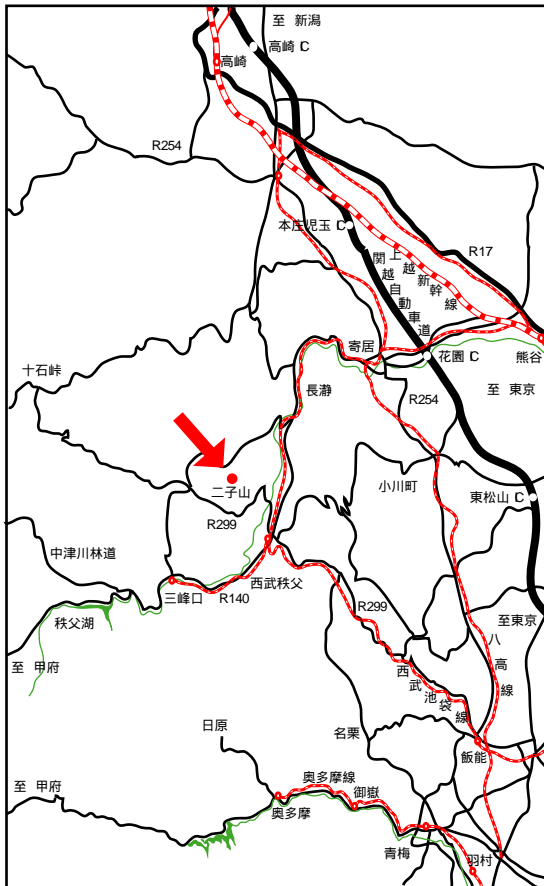 至 新潟
高崎 IC
高崎
R254
本庄児玉 IC
R17
上越新幹線
関越自動車道
寄居
花園 IC
熊谷
十石峠
長瀞
R254
至 東京
二子山
小川町
東松山 IC
R299
中津川林道
西武秩父
三峰口
R140
R299
秩父湖
至東京
八高線
至 甲府
西武池袋線
日原
名栗
飯能
至 甲府
奥多摩線
御嶽
奥多摩
青梅
羽村